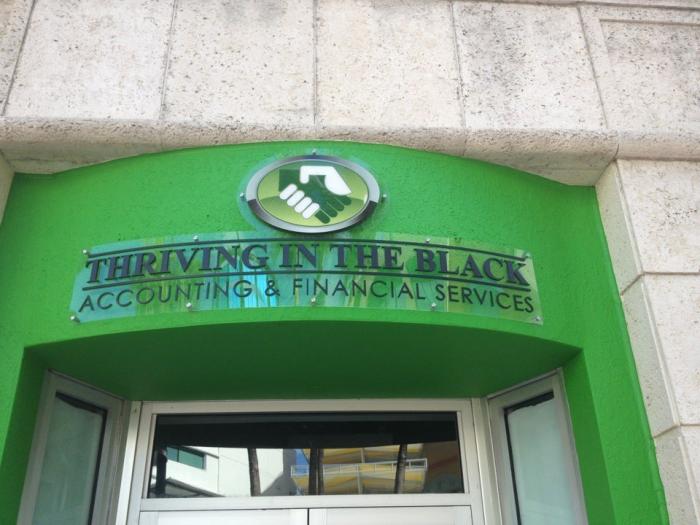 THRIVING IN THE BLACK
ACCOUNTING & FINANCIAL SERVICES